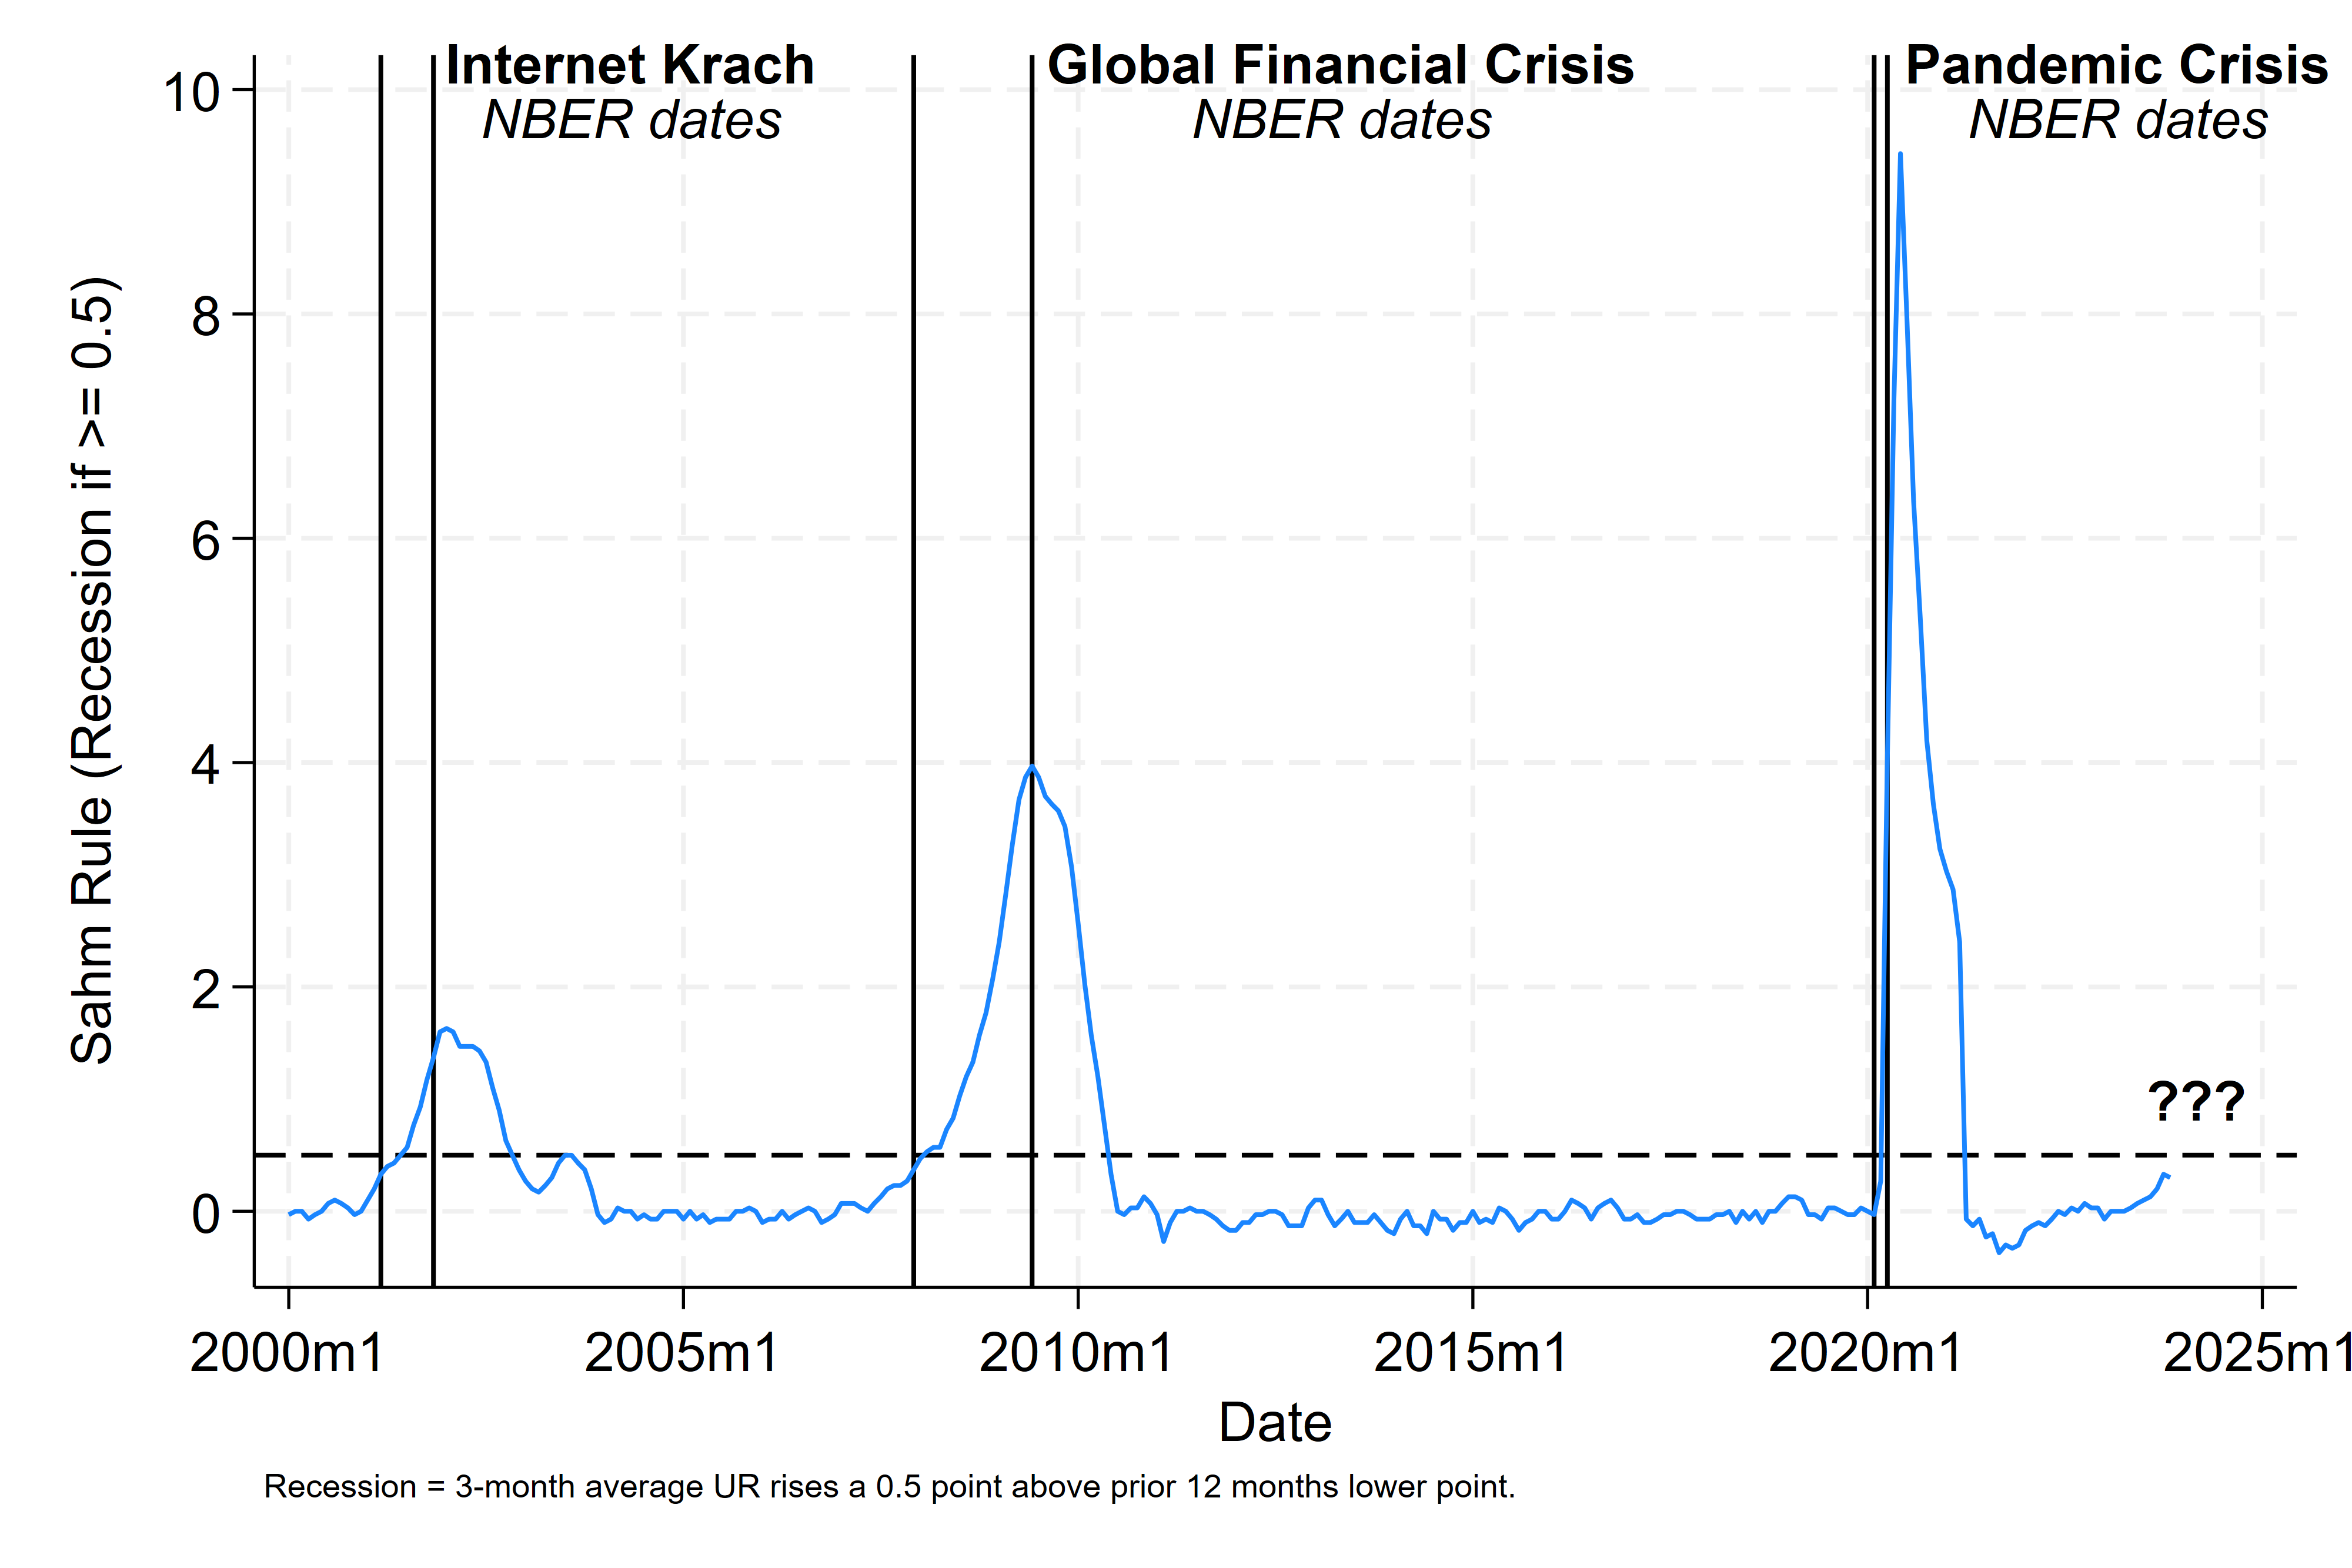 Internet Krach
NBER dates
Global Financial Crisis
NBER dates
Pandemic Crisis
NBER dates
Sahm Rule (Recession if >= 0.5)
10
8
6
4
2
0
???
2000m1
2005m1
2010m1
2015m1
2020m1
2025m1
Date
Recession = 3-month average UR rises a 0.5 point above prior 12 months lower point.